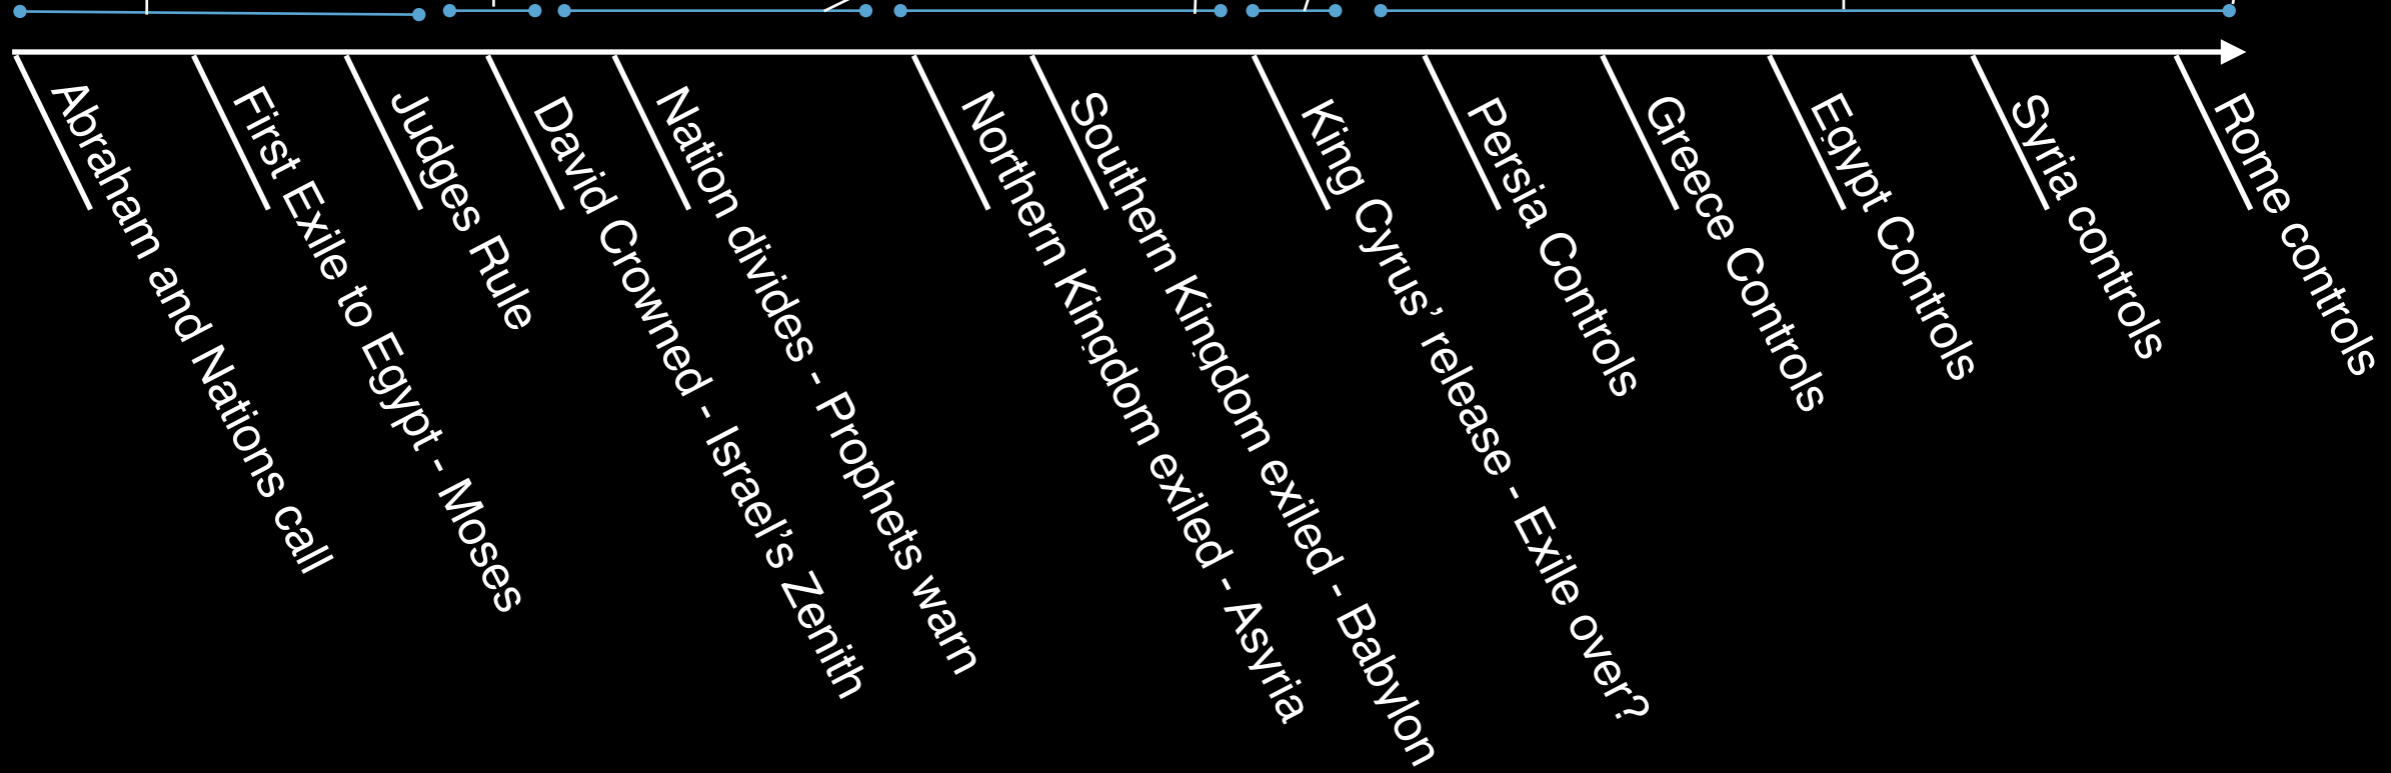 Abraham and Nations call
First Exile to Egypt - Moses
Judges Rule
David Crowned - Israel's Zenith
Nation divides - Prophets warn
Northern Kingdom exiled - Asyria
Southern Kingdom exiled - Babylon
King Cyrus' release - Exile over?
Persia Controls
Greece Controls
Egypt Controls
Syria controls
Rome controls